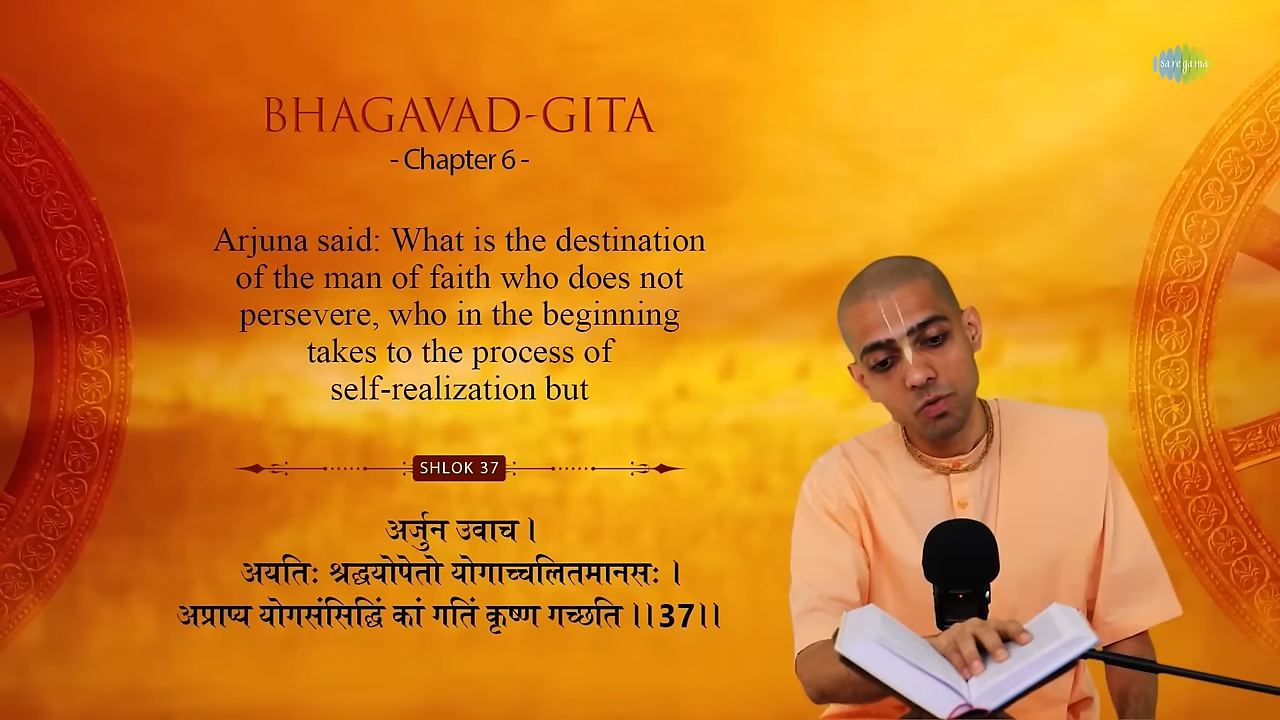 saregama
BHAGAVAD-GITA
- Chapter 6 -
Arjuna said: What is the destination
of the man of faith who does not
persevere, who in the beginning
takes to the process of
self-realization but
SHLOK 37
अर्जुन उवाच ।
अयतिः श्रद्धयोपेतो योगाच्चलितमानसः ।
अप्राप्य योगसंसिद्धिं कां गतिं कृष्ण गच्छति ।।37।।